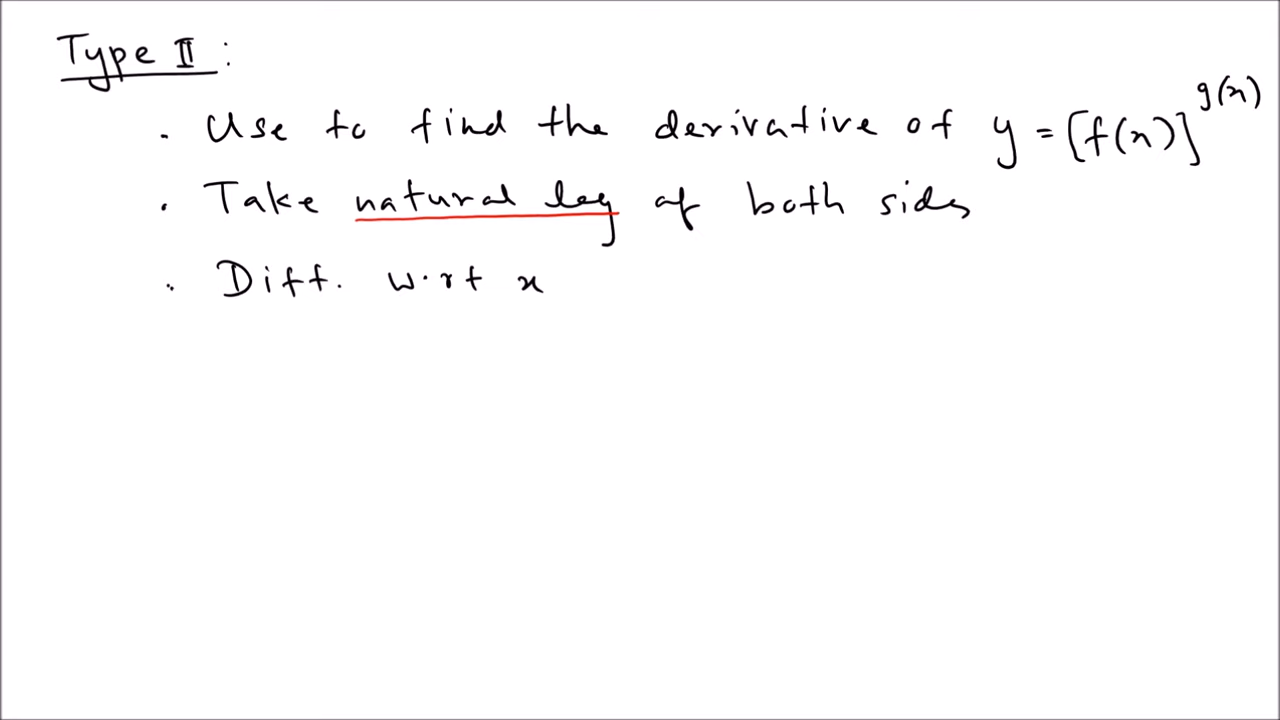 Type II :
. Use to find the derivative of y = [f(x)]^g(x)
. Take natural log of both sides
. Diff. w.r.t x